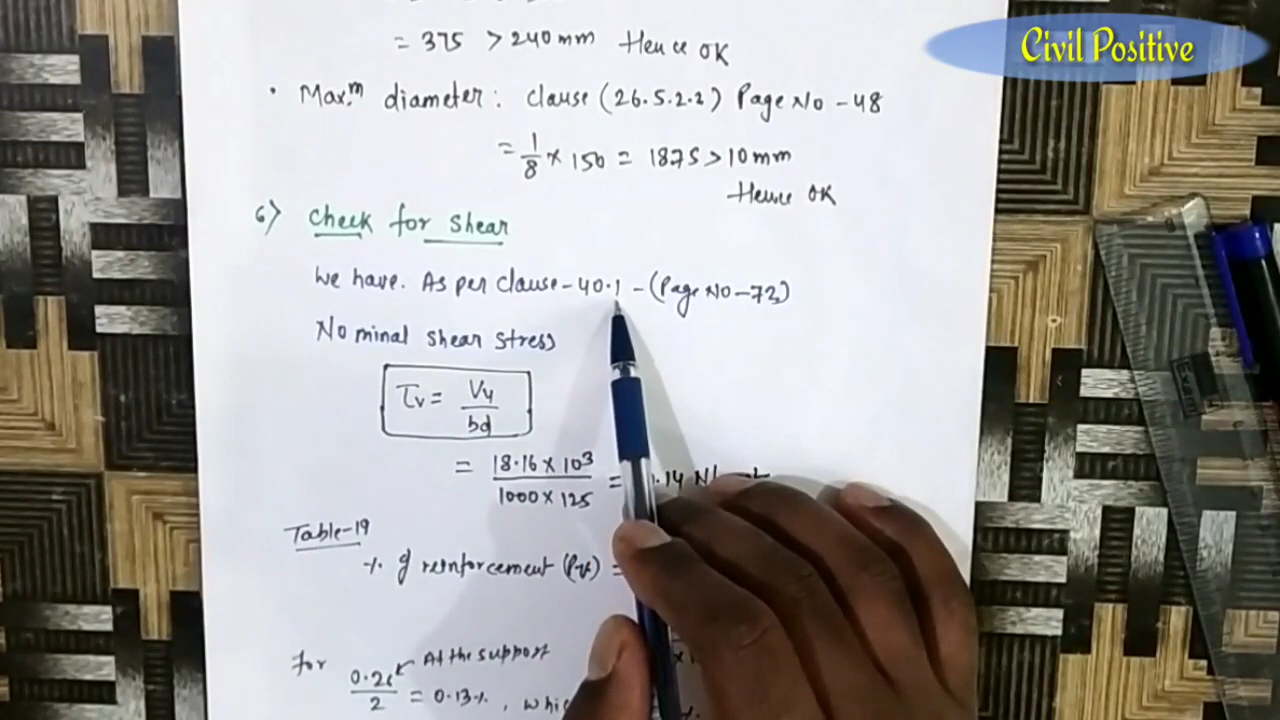 Civil Positive
= 375 > 240 mm Hence OK
• Max.m diameter: Clause (26.5.2.2) Page No - 48
= 1/8 × 150 = 1875 > 10 mm
Hence OK
6) Check for Shear
We have. As per Clause - 40.1 - (Page No - 72)
Nominal shear stress
τv = Vu/bd
= 18.16 × 10³/1000 × 125 = .14 N/
Table-19
% of reinforcement (Pt) =
For 0.26/2 = 0.13%,
At the support